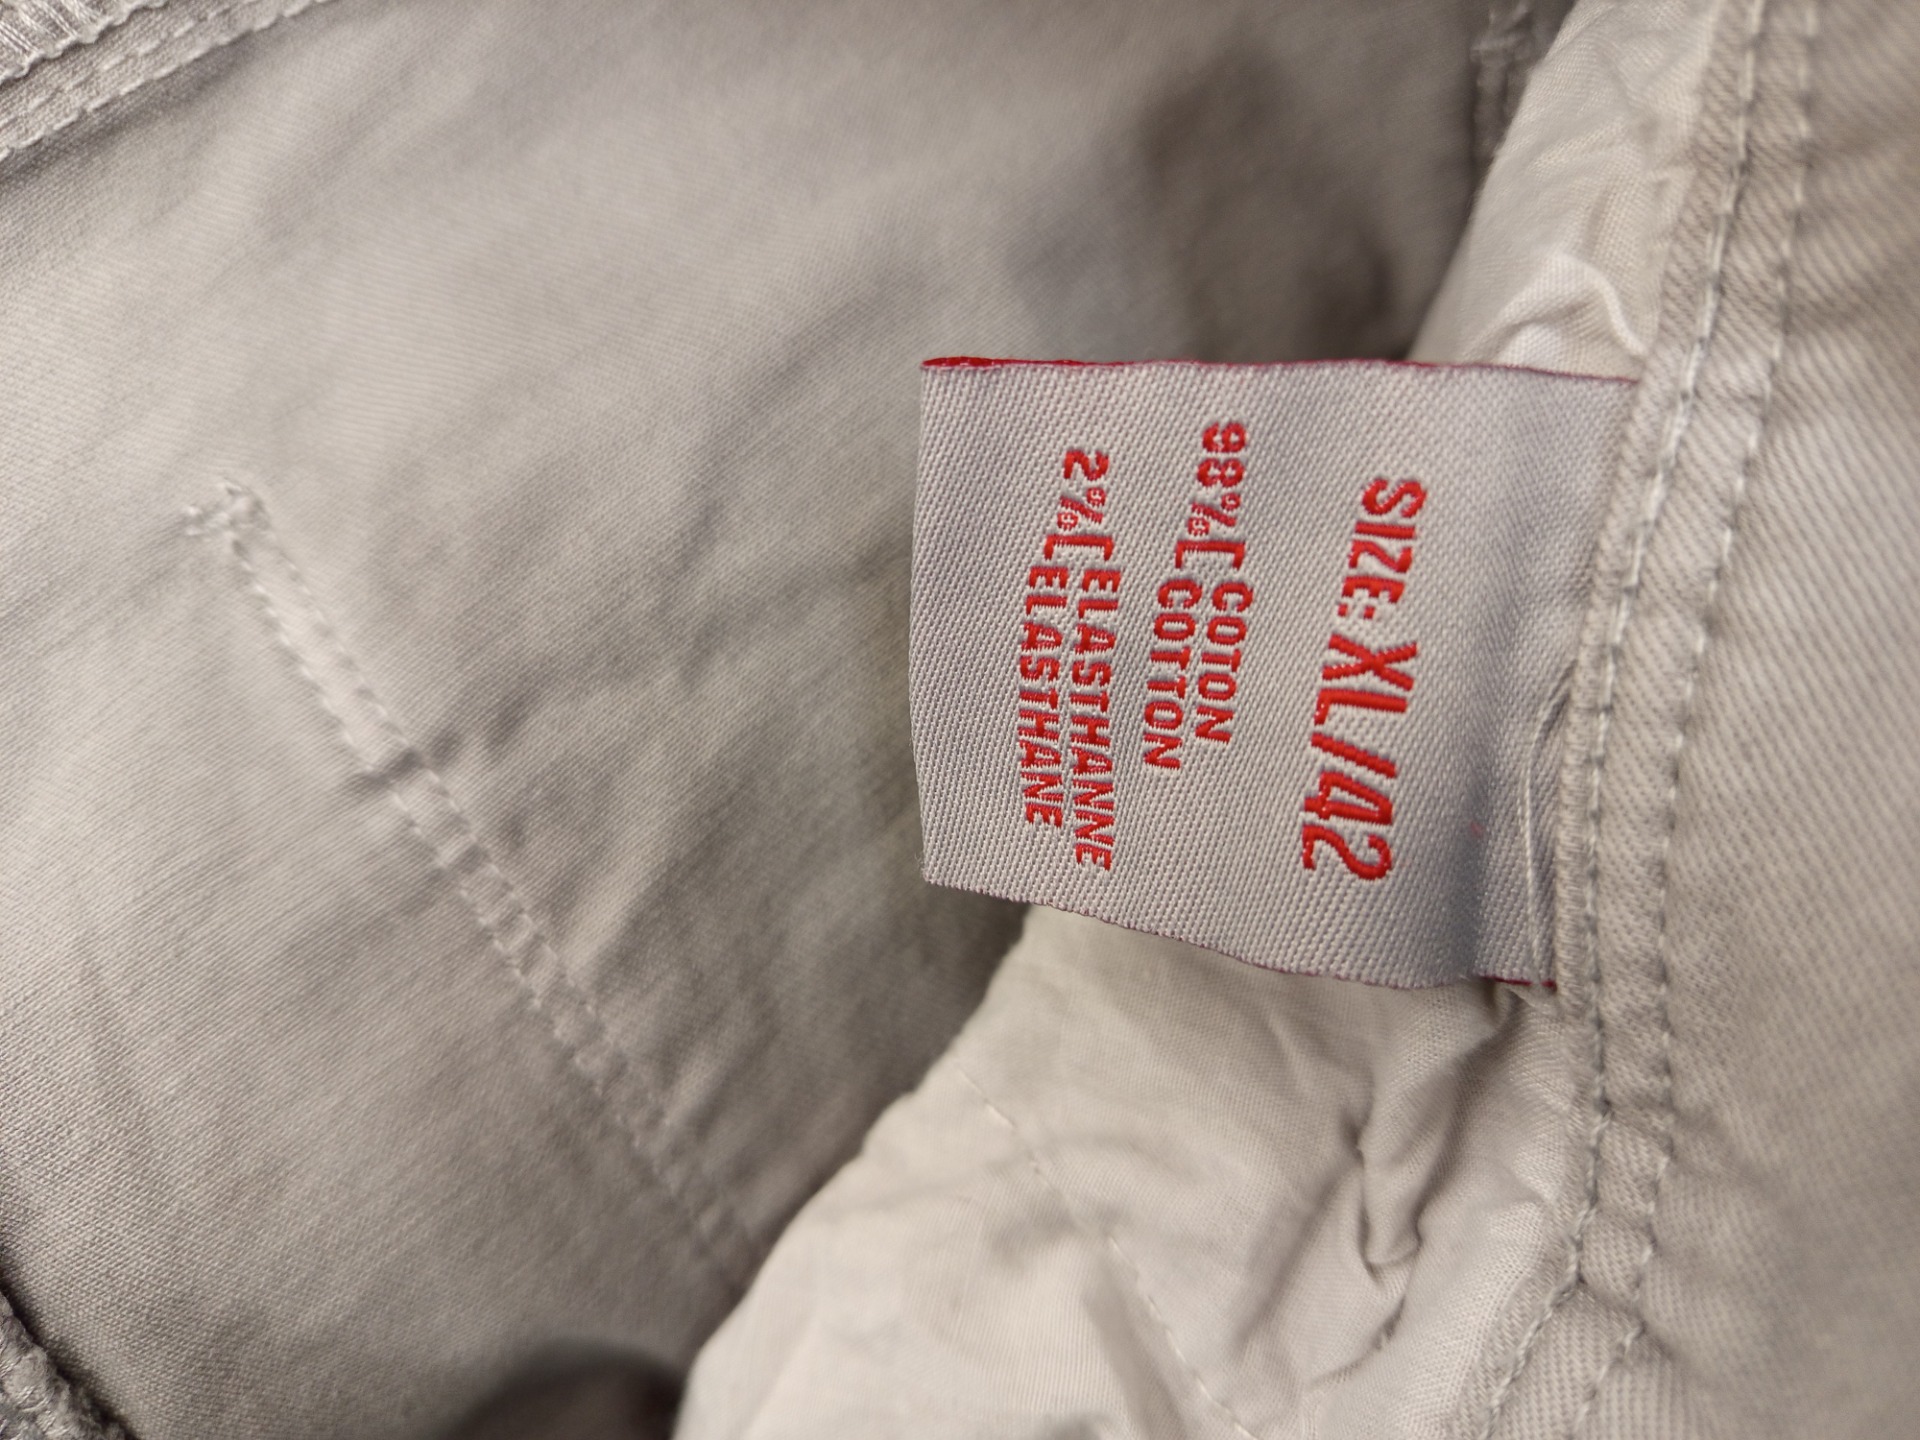 SIZE: XL/42
98% [ COTON
COTTON
2% [ ELASTHANNE
ELASTHANE